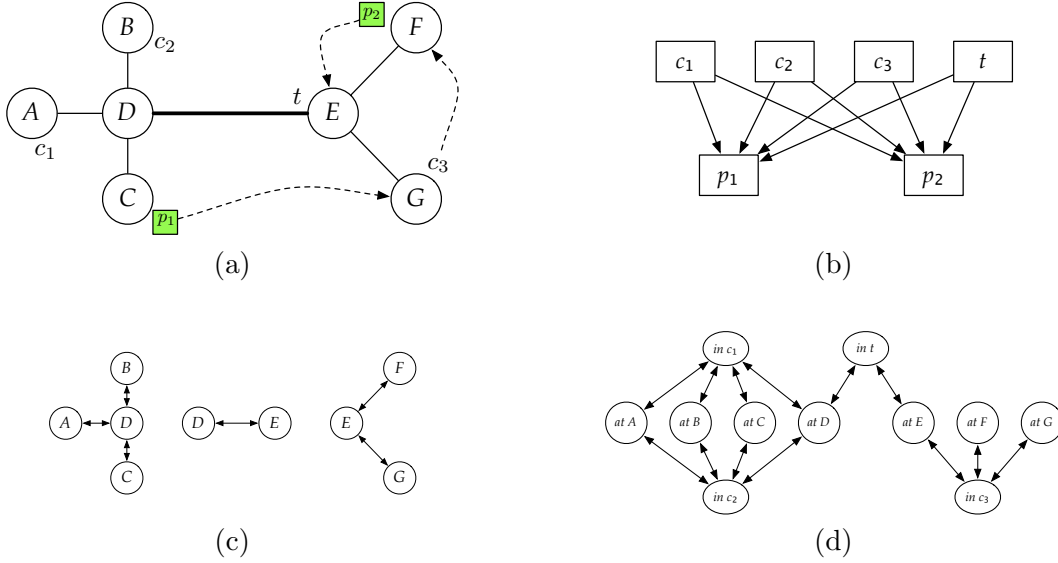 B
c₂
A
c₁
D
C
p₁
t
p₂
E
F
c₃
G
(a)
c₁ c₂ c₃ t
p₁ p₂
(b)
B
A D
C
D E
F
E
G
(c)
in c₁ in t
at A at B at C at D at E at F at G
in c₂ in c₃
(d)